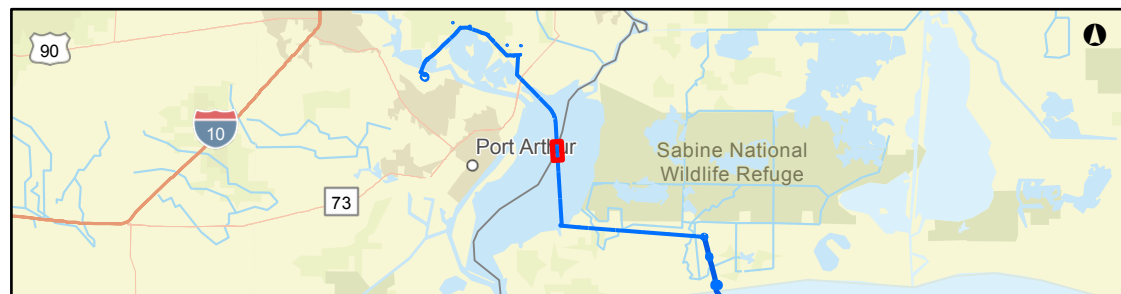 90
10
Port Arthur
Sabine National
Wildlife Refuge
73